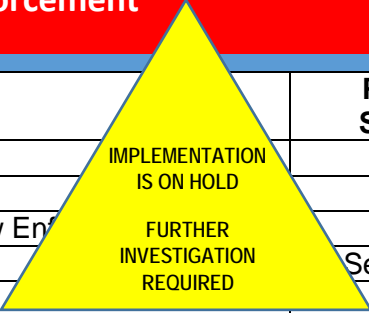 orcement
IMPLEMENTATION
IS ON HOLD
FURTHER
INVESTIGATION
REQUIRED